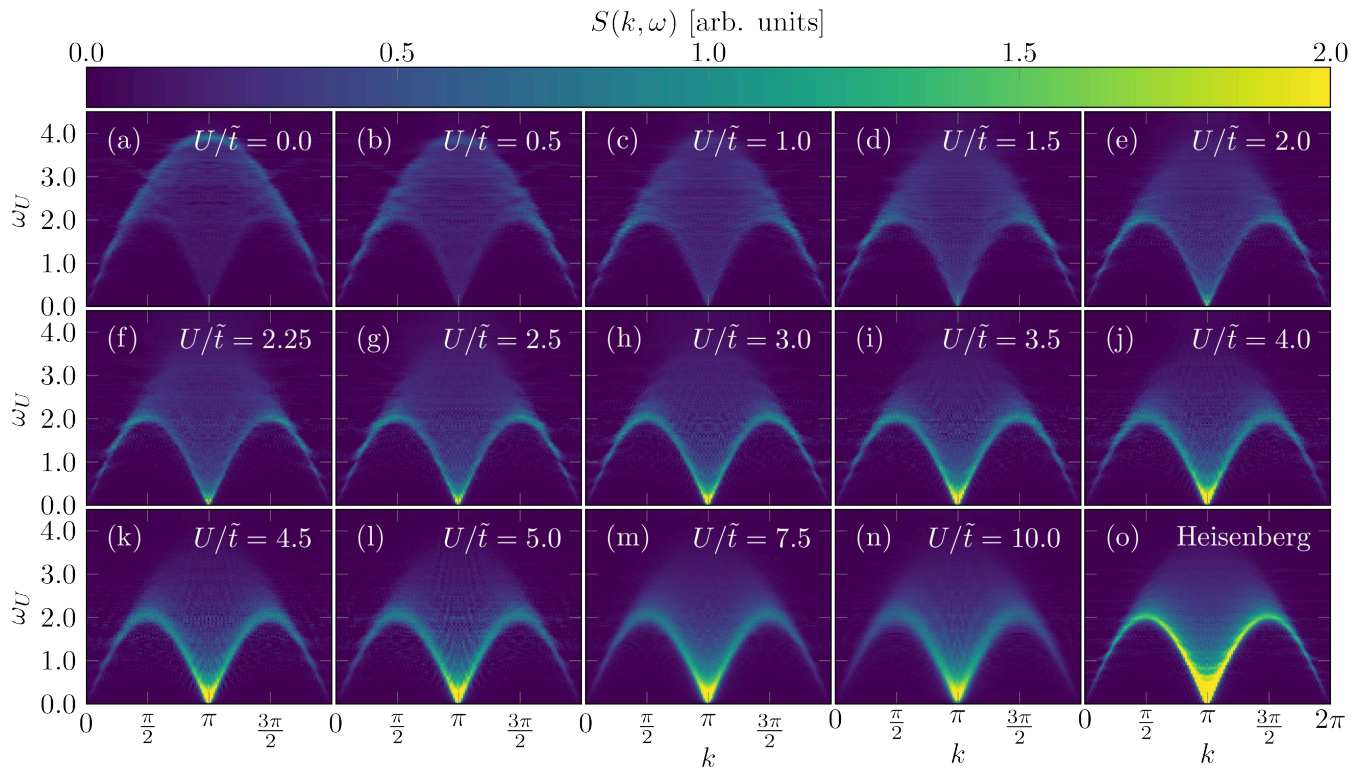 S(k, ω) [arb. units]
0.0 0.5 1.0 1.5 2.0
(a) U/t̃ = 0.0 (b) U/t̃ = 0.5 (c) U/t̃ = 1.0 (d) U/t̃ = 1.5 (e) U/t̃ = 2.0
4.0
3.0
ω_U
2.0
1.0
0.0
(f) U/t̃ = 2.25 (g) U/t̃ = 2.5 (h) U/t̃ = 3.0 (i) U/t̃ = 3.5 (j) U/t̃ = 4.0
4.0
3.0
ω_U
2.0
1.0
0.0
(k) U/t̃ = 4.5 (l) U/t̃ = 5.0 (m) U/t̃ = 7.5 (n) U/t̃ = 10.0 (o) Heisenberg
4.0
3.0
ω_U
2.0
1.0
0.0
0 π/2 π 3π/2 0 π/2 π 3π/2 0 π/2 π 3π/2 0 π/2 π 3π/2 0 π/2 π 3π/2 2π
k k k